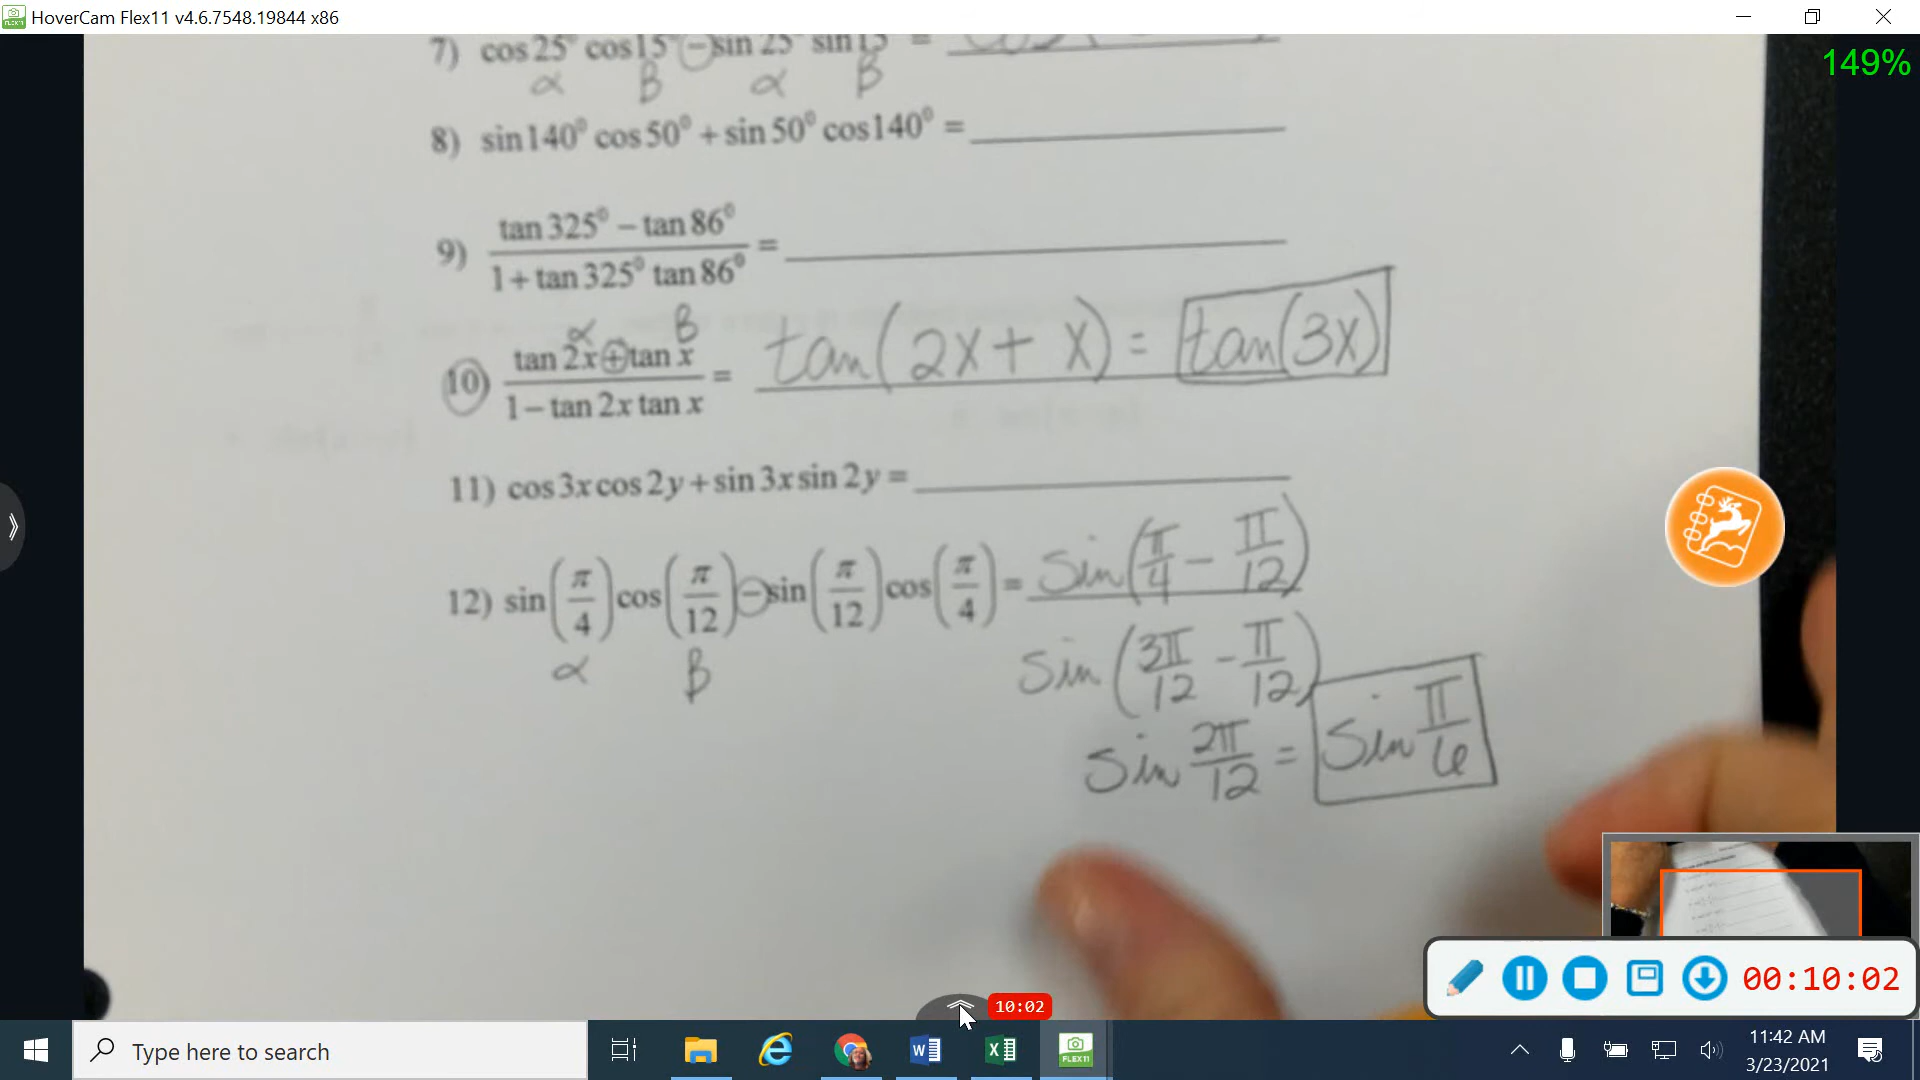 HoverCam Flex11 v4.6.7548.19844 x86
149%
7) cos 25° cos 15° − sin 25° sin 15° =
α β α β
8) sin 140° cos 50° + sin 50° cos 140° =
9) tan 325° − tan 86° / 1 + tan 325° tan 86° =
α β
10) tan 2x + tan x / 1 − tan 2x tan x = tan(2x + x) = tan(3x)
11) cos 3x cos 2y + sin 3x sin 2y =
12) sin(π/4) cos(π/12) − sin(π/12) cos(π/4) = sin(π/4 − π/12)
α β
sin(3π/12 − π/12)
sin 2π/12 = sin π/6
00:10:02
10:02
Type here to search
FLEX11
11:42 AM
3/23/2021